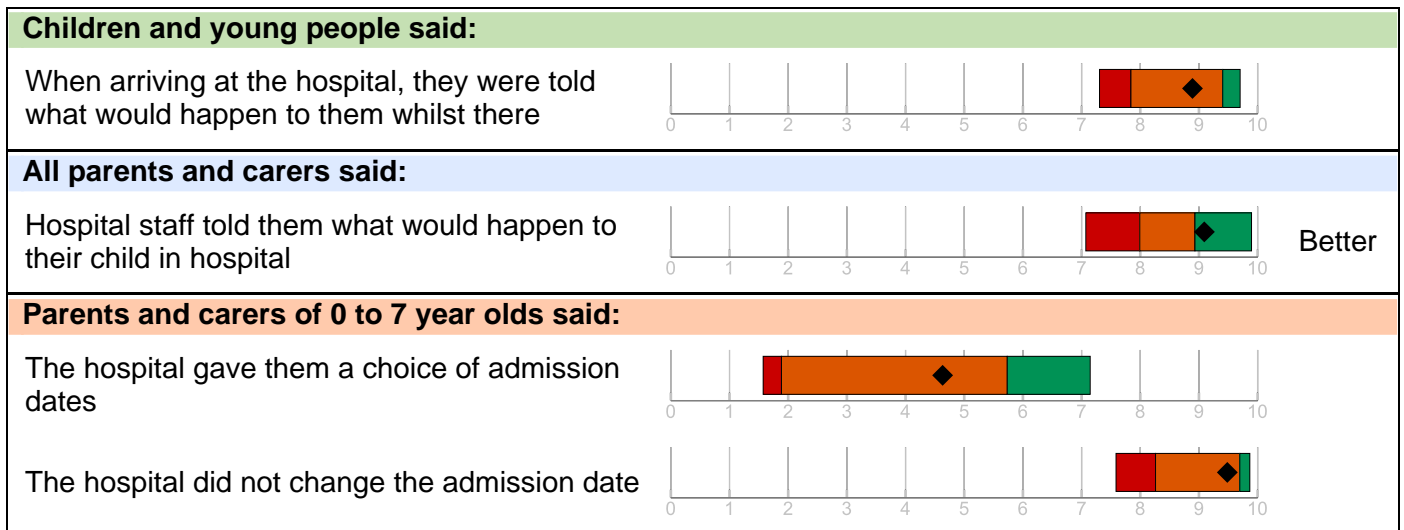 Children and young people said:
When arriving at the hospital, they were told
what would happen to them whilst there
0 1 2 3 4 5 6 7 8 9 10
All parents and carers said:
Hospital staff told them what would happen to
their child in hospital
0 1 2 3 4 5 6 7 8 9 10
Better
Parents and carers of 0 to 7 year olds said:
The hospital gave them a choice of admission
dates
0 1 2 3 4 5 6 7 8 9 10
The hospital did not change the admission date
0 1 2 3 4 5 6 7 8 9 10